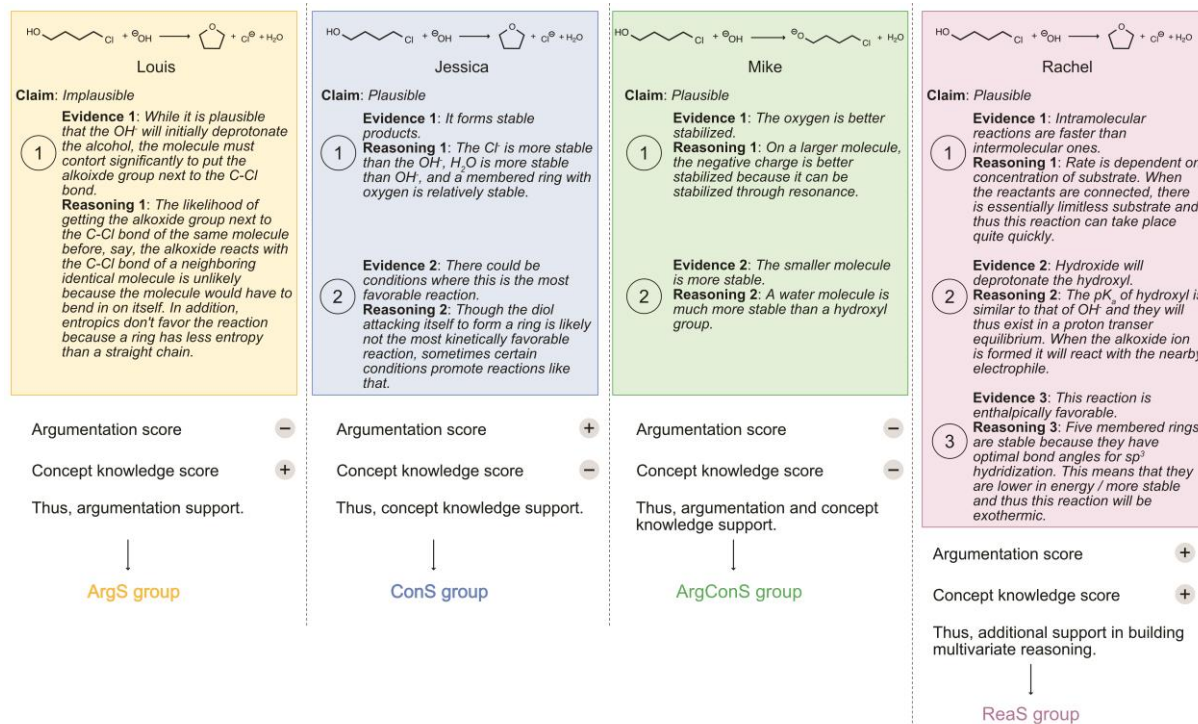 HO Cl + ⊖OH O + Cl⊖ + H₂O
Louis
Claim: Implausible
1
Evidence 1: While it is plausible
that the OH⁻ will initially deprotonate
the alcohol, the molecule must
contort significantly to put the
alkoixde group next to the C-Cl
bond.
Reasoning 1: The likelihood of
getting the alkoxide group next to
the C-Cl bond of the same molecule
before, say, the alkoxide reacts with
the C-Cl bond of a neighboring
identical molecule is unlikely
because the molecule would have to
bend in on itself. In addition,
entropics don't favor the reaction
because a ring has less entropy
than a straight chain.
Argumentation score −
Concept knowledge score +
Thus, argumentation support.
ArgS group
HO Cl + ⊖OH O + Cl⊖ + H₂O
Jessica
Claim: Plausible
1
Evidence 1: It forms stable
products.
Reasoning 1: The Cl⁻ is more stable
than the OH⁻, H₂O is more stable
than OH⁻, and a membered ring with
oxygen is relatively stable.
2
Evidence 2: There could be
conditions where this is the most
favorable reaction.
Reasoning 2: Though the diol
attacking itself to form a ring is likely
not the most kinetically favorable
reaction, sometimes certain
conditions promote reactions like
that.
Argumentation score +
Concept knowledge score −
Thus, concept knowledge support.
ConS group
HO Cl + ⊖OH ⊖O Cl + H₂O
Mike
Claim: Plausible
1
Evidence 1: The oxygen is better
stabilized.
Reasoning 1: On a larger molecule,
the negative charge is better
stabilized because it can be
stabilized through resonance.
2
Evidence 2: The smaller molecule
is more stable.
Reasoning 2: A water molecule is
much more stable than a hydroxyl
group.
Argumentation score −
Concept knowledge score −
Thus, argumentation and concept
knowledge support.
ArgConS group
HO Cl + ⊖OH O + Cl⊖ + H₂O
Rachel
Claim: Plausible
1
Evidence 1: Intramolecular
reactions are faster than
intermolecular ones.
Reasoning 1: Rate is dependent on
concentration of substrate. When
the reactants are connected, there
is essentially limitless substrate and
thus this reaction can take place
quite quickly.
2
Evidence 2: Hydroxide will
deprotonate the hydroxyl.
Reasoning 2: The pKₐ of hydroxyl is
similar to that of OH⁻ and they will
thus exist in a proton transer
equilibrium. When the alkoxide ion
is formed it will react with the nearby
electrophile.
3
Evidence 3: This reaction is
enthalpically favorable.
Reasoning 3: Five membered rings
are stable because they have
optimal bond angles for sp³
hydridization. This means that they
are lower in energy / more stable
and thus this reaction will be
exothermic.
Argumentation score +
Concept knowledge score +
Thus, additional support in building
multivariate reasoning.
ReaS group